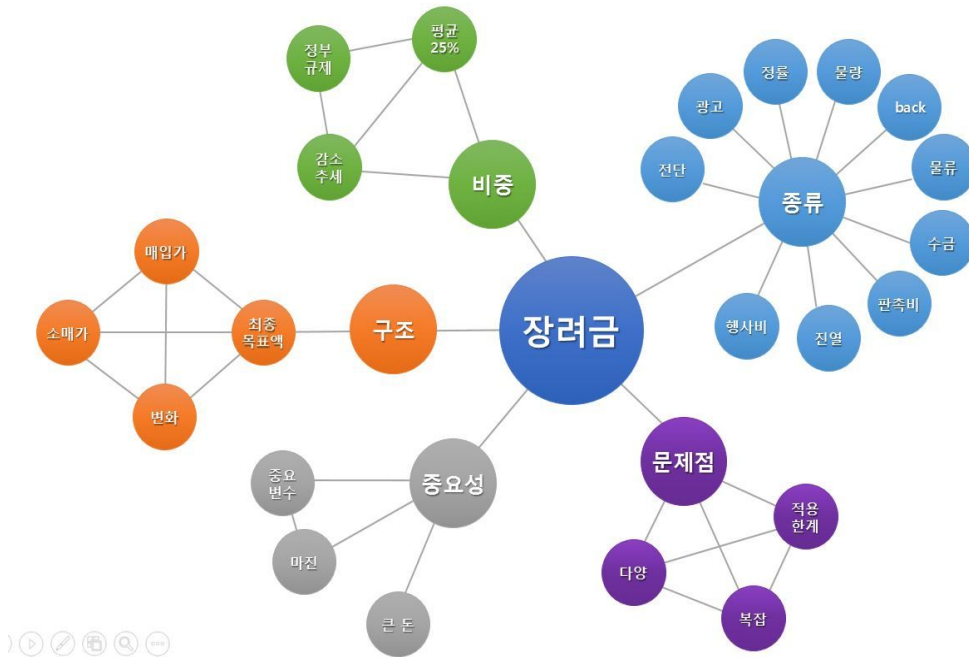 장려금
비중
평균
25%
정부
규제
감소
추세
종류
전단
광고
정률
물량
back
물류
수금
판촉비
진열
행사비
구조
매입가
소매가
최종
목표액
변화
중요성
중요
변수
마진
큰 돈
문제점
적용
한계
다양
복잡